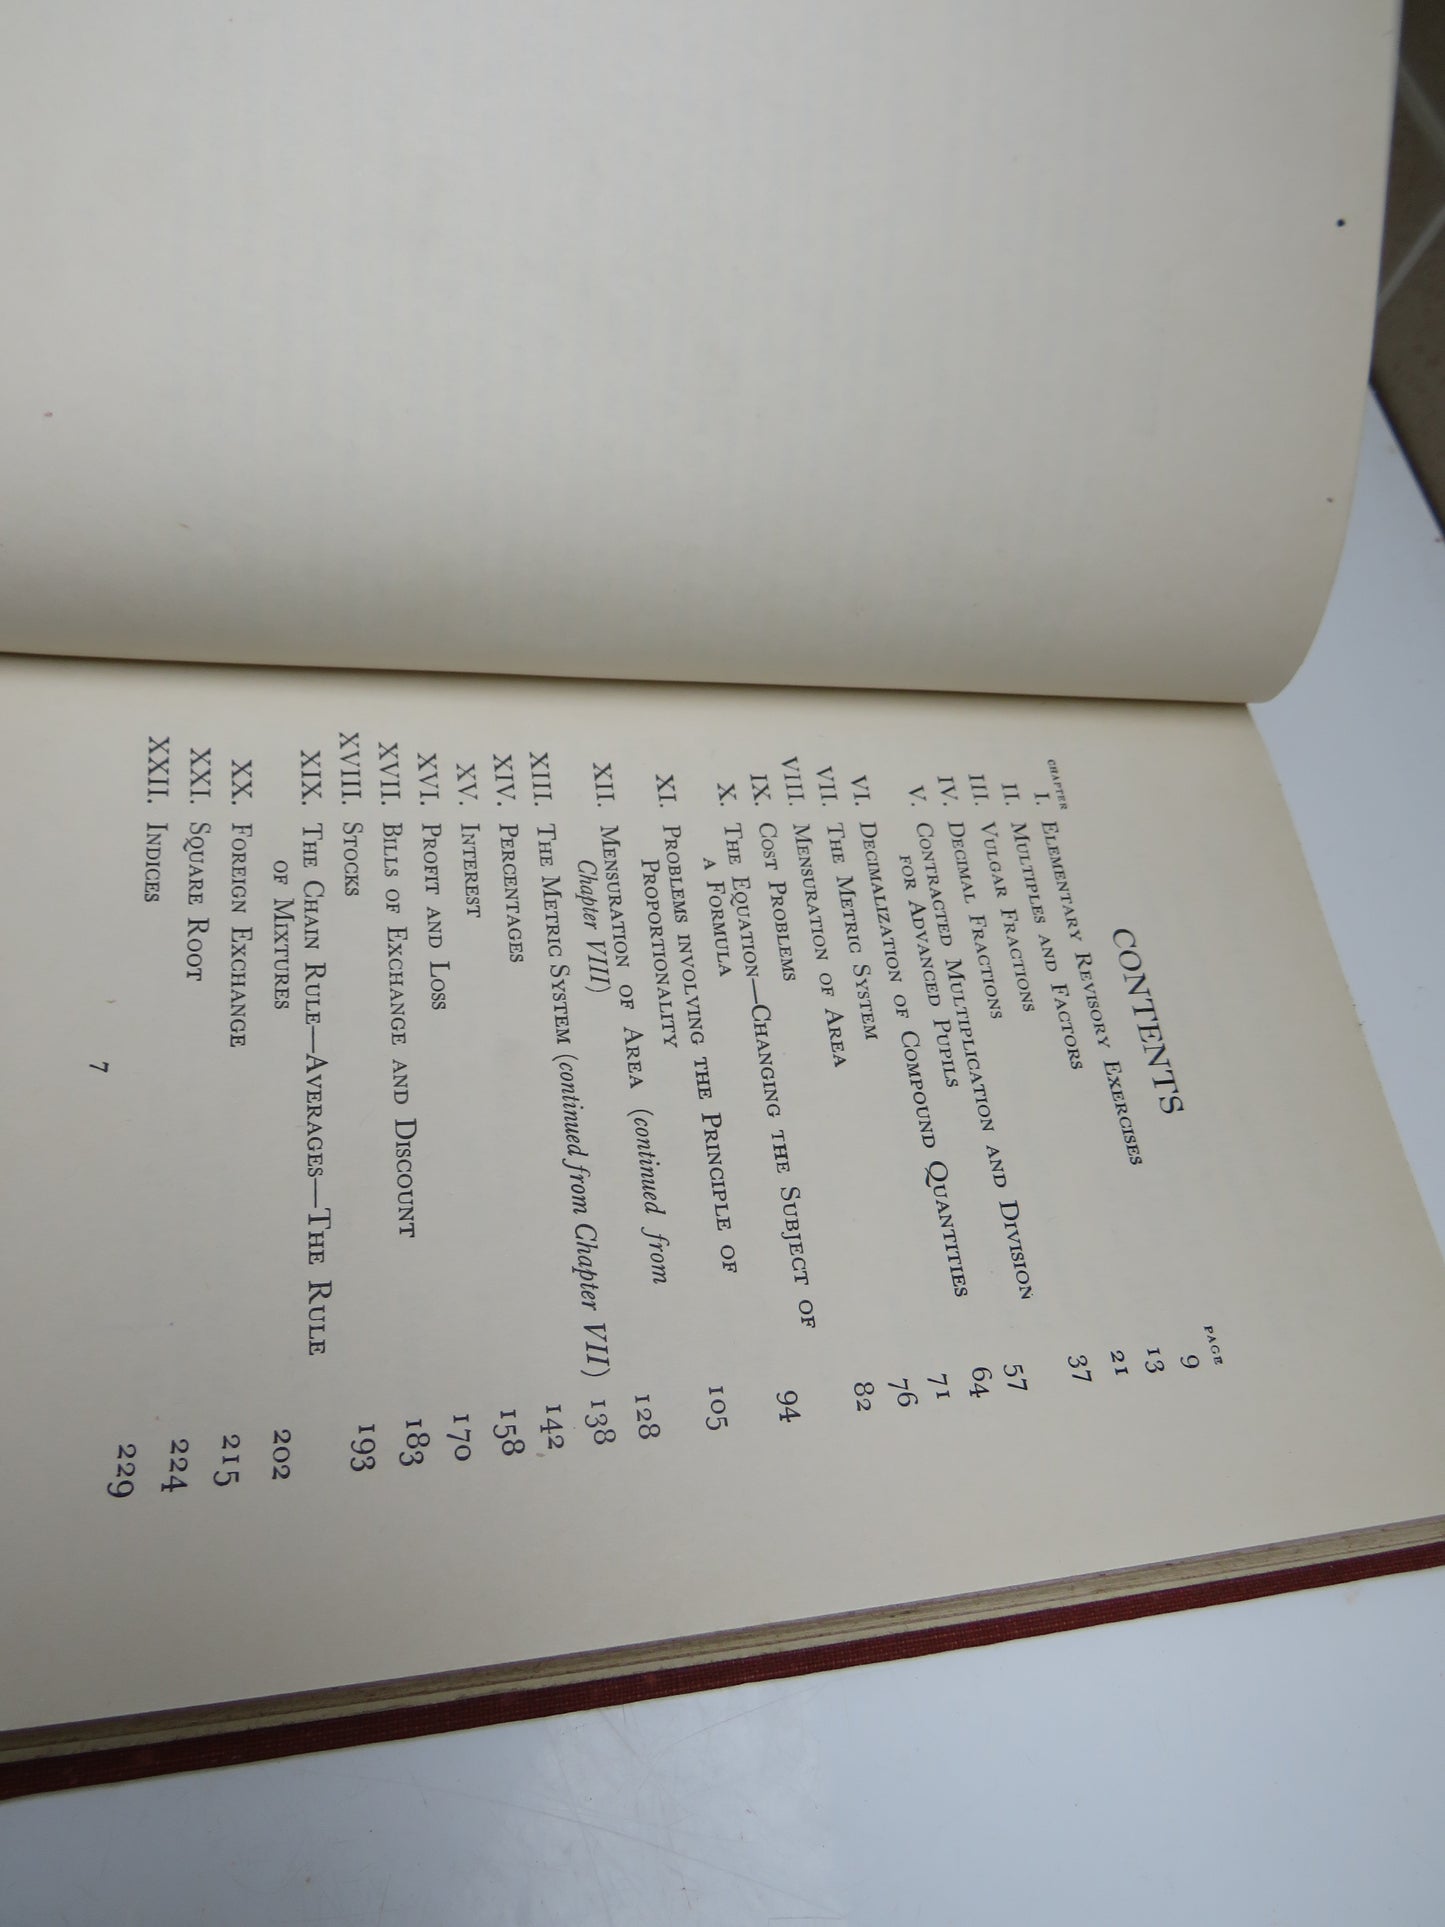 CONTENTS
CHAPTER PAGE
I. Elementary Revisory Exercises 9
II. Multiples and Factors 13
III. Vulgar Fractions 21
IV. Decimal Fractions 37
V. Contracted Multiplication and Division
for Advanced Pupils 57
VI. Decimalization of Compound Quantities 64
VII. The Metric System 71
VIII. Mensuration of Area 76
IX. Cost Problems 82
X. The Equation—Changing the Subject of
a Formula 94
XI. Problems involving the Principle of
Proportionality 105
XII. Mensuration of Area (continued from
Chapter VIII) 128
XIII. The Metric System (continued from Chapter VII) 138
XIV. Percentages 142
XV. Interest 158
XVI. Profit and Loss 170
XVII. Bills of Exchange and Discount 183
XVIII. Stocks 193
XIX. The Chain Rule—Averages—The Rule
of Mixtures 202
XX. Foreign Exchange 215
XXI. Square Root 224
XXII. Indices 229
7